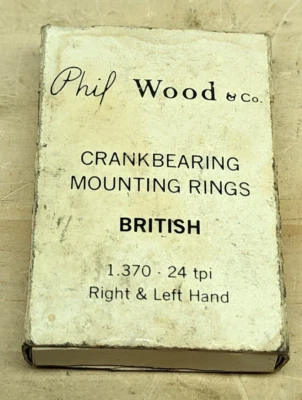 Phil Wood & Co.
CRANKBEARING
MOUNTING RINGS
BRITISH
1.370 · 24 tpi
Right & Left Hand